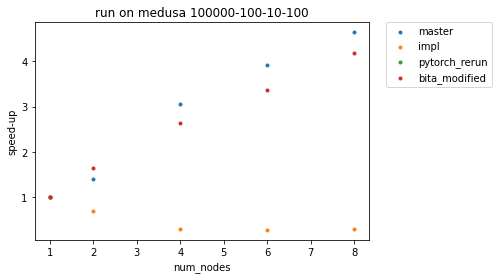 run on medusa 100000-100-10-100
master
impl
pytorch_rerun
bita_modified
speed-up
4
3
2
1
1
2
3
4
5
6
7
8
num_nodes